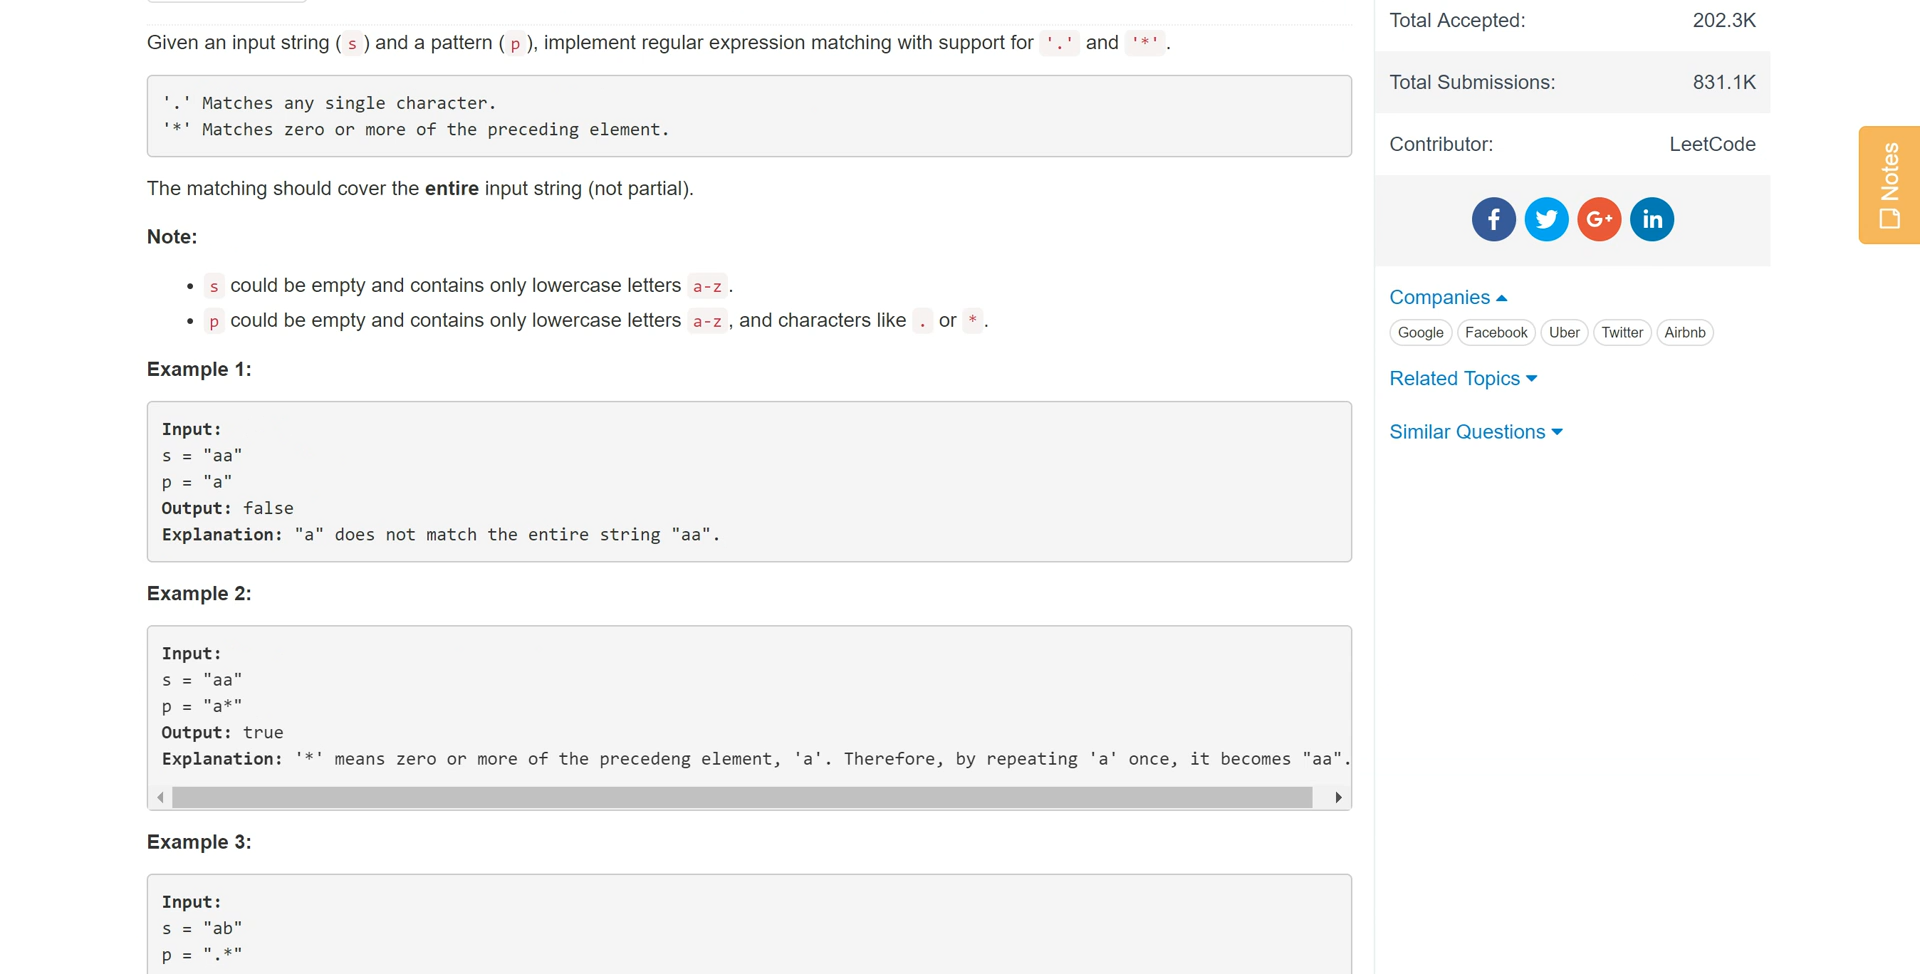 Given an input string (s) and a pattern (p), implement regular expression matching with support for '.' and '*'.
'.' Matches any single character.
'*' Matches zero or more of the preceding element.
The matching should cover the entire input string (not partial).
Note:
• s could be empty and contains only lowercase letters a-z.
• p could be empty and contains only lowercase letters a-z, and characters like . or *.
Example 1:
Input:
s = "aa"
p = "a"
Output: false
Explanation: "a" does not match the entire string "aa".
Example 2:
Input:
s = "aa"
p = "a*"
Output: true
Explanation: '*' means zero or more of the precedeng element, 'a'. Therefore, by repeating 'a' once, it becomes "aa".
Example 3:
Input:
s = "ab"
p = ".*"
Total Accepted: 202.3K
Total Submissions: 831.1K
Contributor: LeetCode
f G+ in
Companies
Google Facebook Uber Twitter Airbnb
Related Topics
Similar Questions
Notes